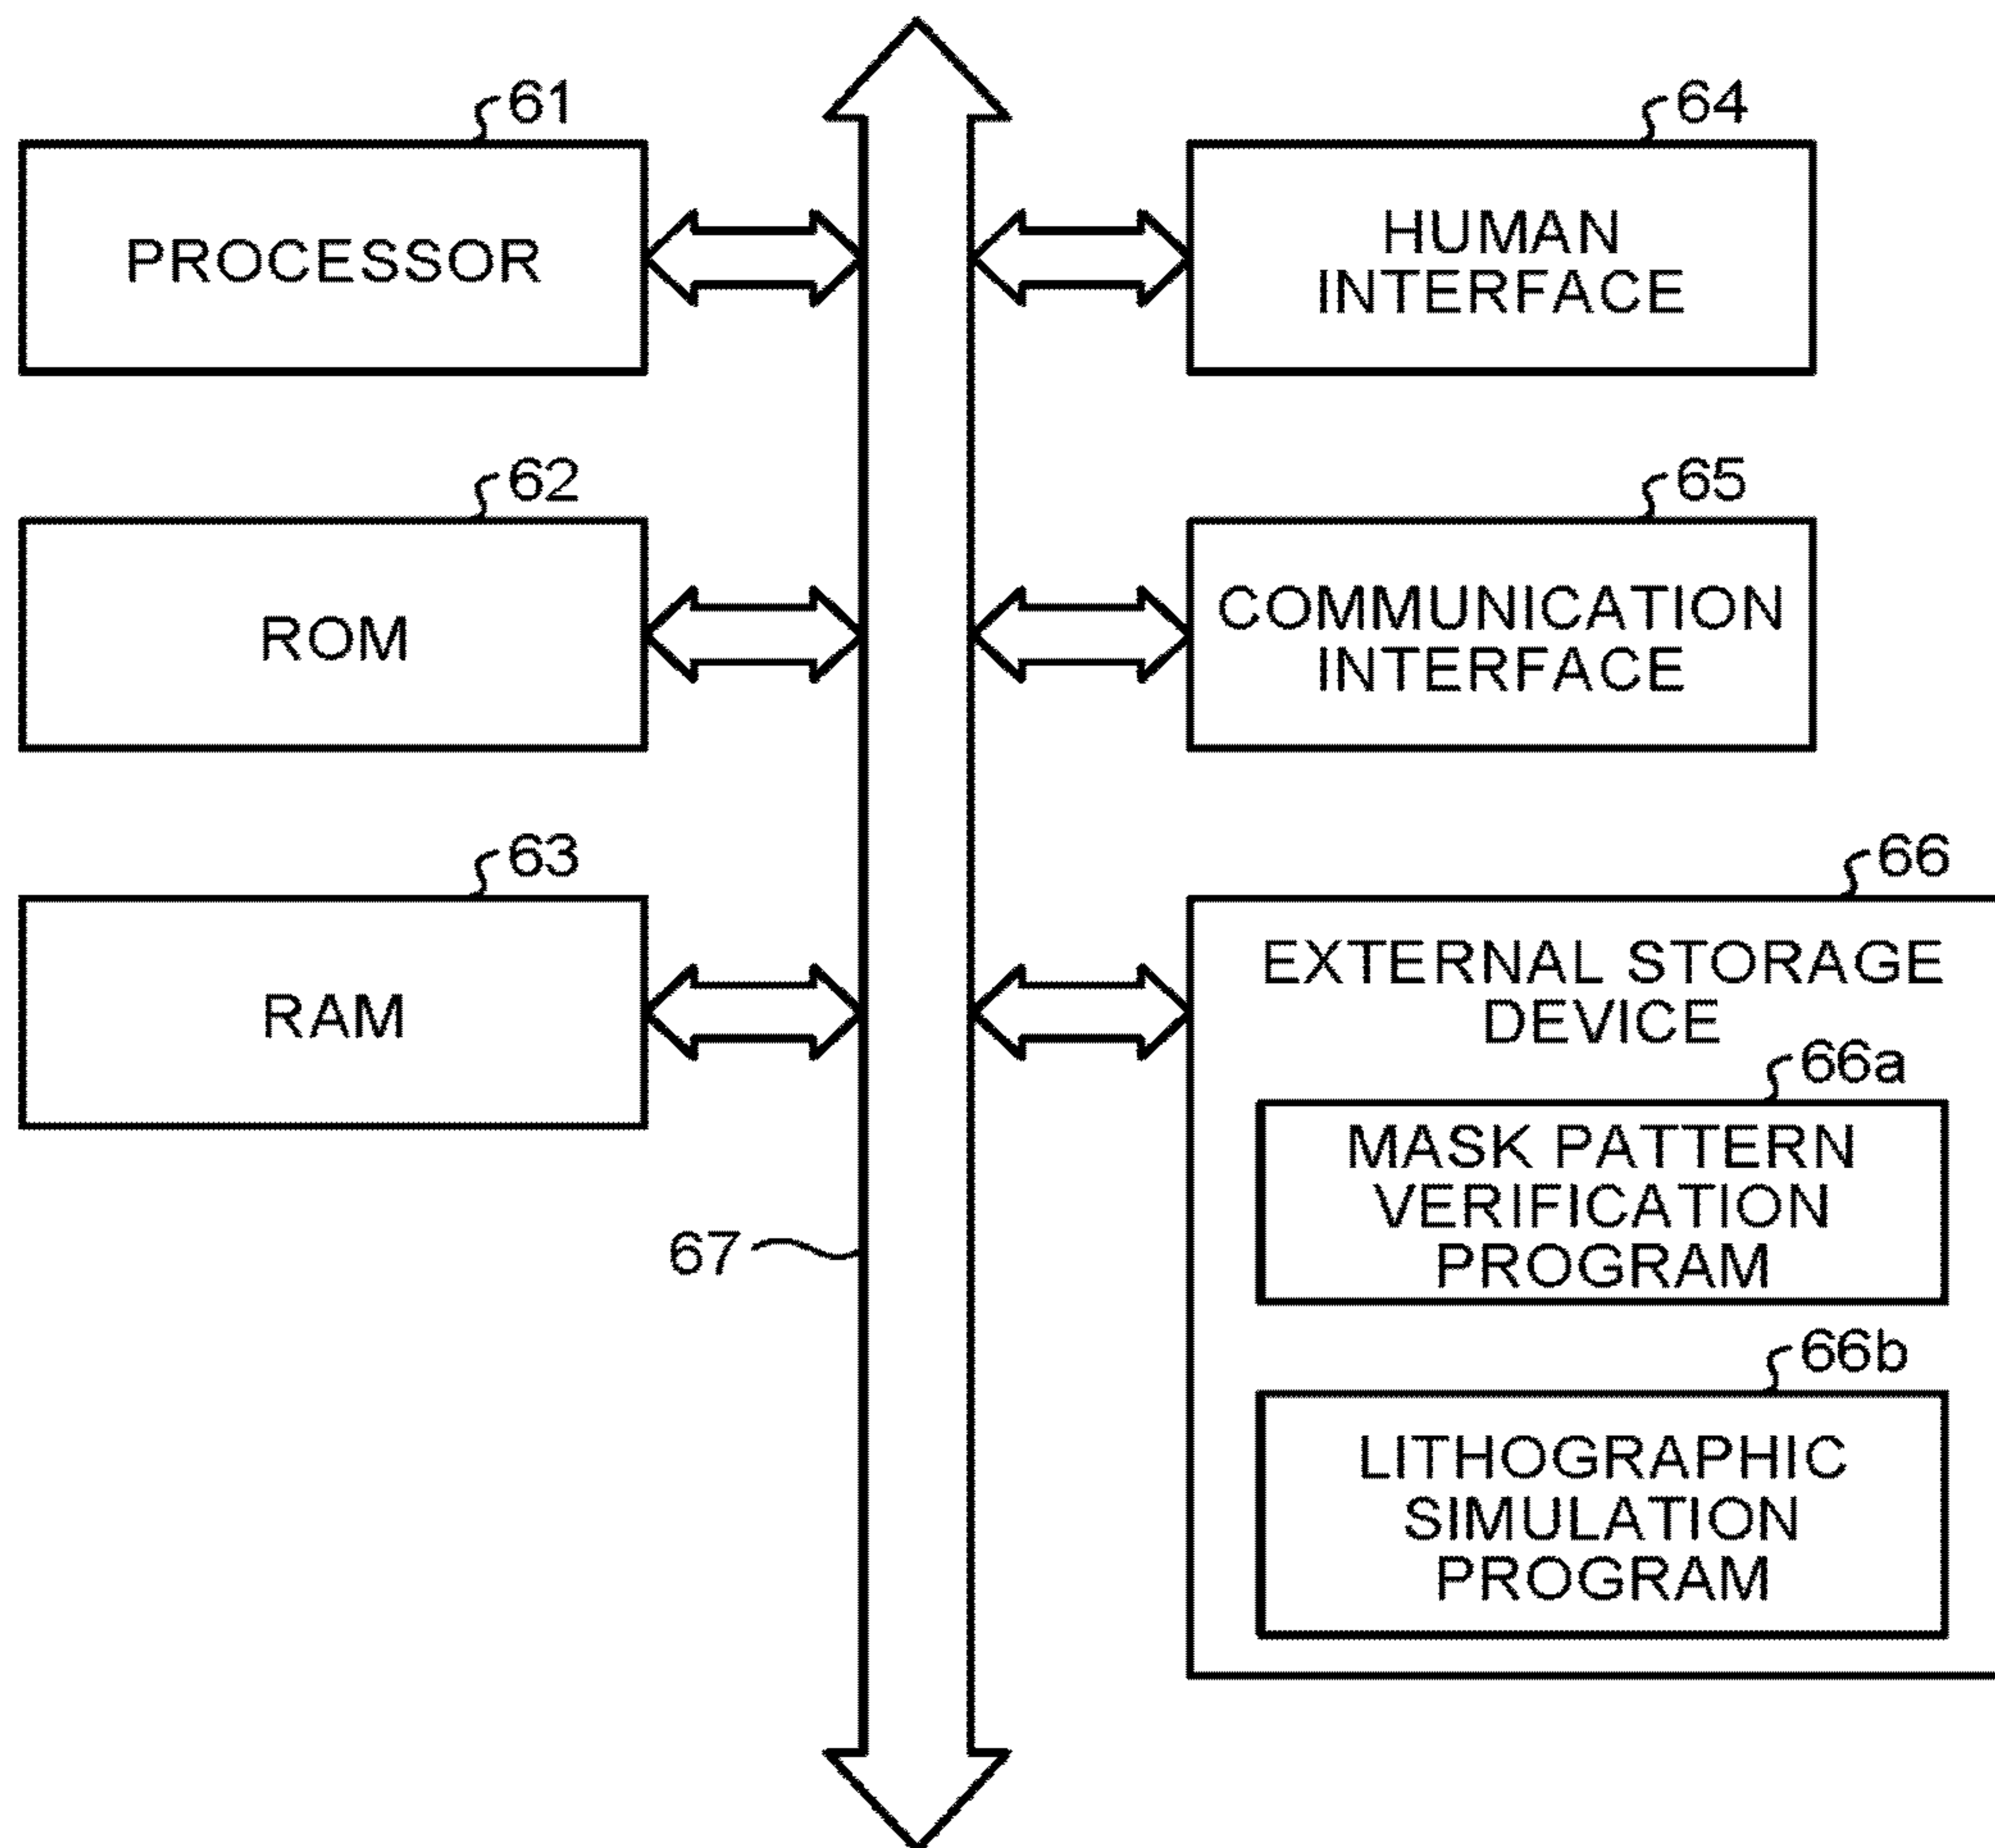 61
PROCESSOR
62
ROM
63
RAM
67
64
HUMAN
INTERFACE
65
COMMUNICATION
INTERFACE
66
EXTERNAL STORAGE
DEVICE
66a
MASK PATTERN
VERIFICATION
PROGRAM
66b
LITHOGRAPHIC
SIMULATION
PROGRAM